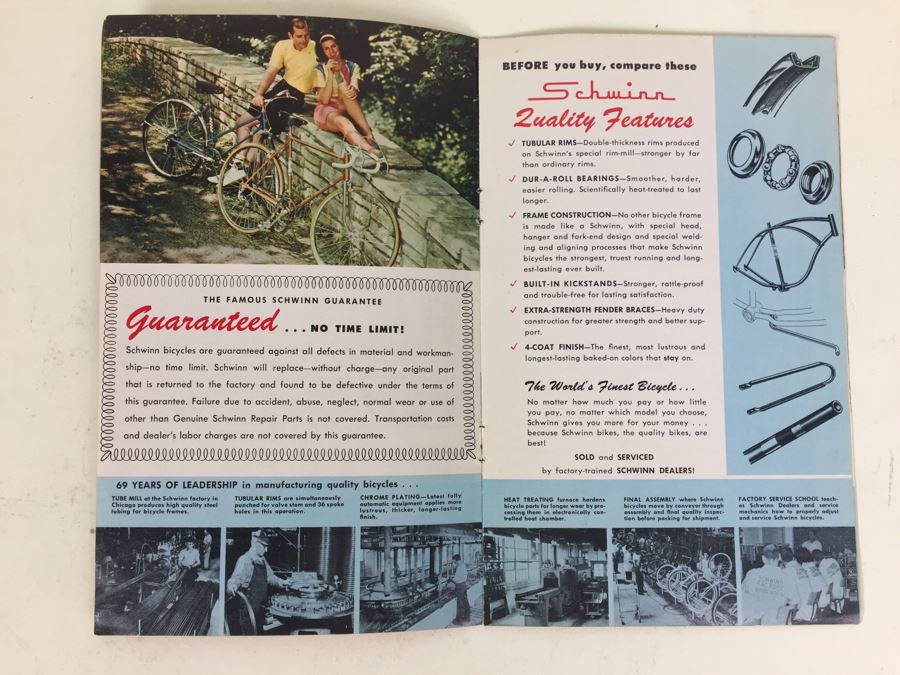 THE FAMOUS SCHWINN GUARANTEE
Guaranteed ... NO TIME LIMIT!
Schwinn bicycles are guaranteed against all defects in material and workman-
ship—no time limit. Schwinn will replace—without charge—any original part
that is returned to the factory and found to be defective under the terms of
this guarantee. Failure due to accident, abuse, neglect, normal wear or use of
other than Genuine Schwinn Repair Parts is not covered. Transportation costs
and dealer's labor charges are not covered by this guarantee.
69 YEARS OF LEADERSHIP in manufacturing quality bicycles . . .
TUBE MILL at the Schwinn factory in
Chicago produces high quality steel
tubing for bicycle frames.
TUBULAR RIMS are simultaneously
punched for valve stem and 36 spoke
holes in this operation.
CHROME PLATING—Latest fully
automatic equipment applies more
lustrous, thicker, longer-lasting
finish.
BEFORE you buy, compare these
Schwinn
Quality Features
✓ TUBULAR RIMS—Double-thickness rims produced
on Schwinn's special rim-mill—stronger by far
than ordinary rims.
✓ DUR-A-ROLL BEARINGS—Smoother, harder,
easier rolling. Scientifically heat-treated to last
longer.
✓ FRAME CONSTRUCTION—No other bicycle frame
is made like a Schwinn, with special head,
hanger and fork-end design and special weld-
ing and aligning processes that make Schwinn
bicycles the strongest, truest running and long-
est-lasting ever built.
✓ BUILT-IN KICKSTANDS—Stronger, rattle-proof
and trouble-free for lasting satisfaction.
✓ EXTRA-STRENGTH FENDER BRACES—Heavy duty
construction for greater strength and better sup-
port.
✓ 4-COAT FINISH—The finest, most lustrous and
longest-lasting baked-on colors that stay on.
The World's Finest Bicycle...
No matter how much you pay or how little
you pay, no matter which model you choose,
Schwinn gives you more for your money . . .
because Schwinn bikes, the quality bikes, are
best!
SOLD and SERVICED
by factory-trained SCHWINN DEALERS!
HEAT TREATING furnace hardens
bicycle parts for longer wear by pro-
cessing them in electronically con-
trolled heat chamber.
FINAL ASSEMBLY where Schwinn
bicycles move by conveyor through
assembly and final quality inspec-
tion before packing for shipment.
FACTORY SERVICE SCHOOL teach-
es Schwinn Dealers and service
mechanics how to properly adjust
and service Schwinn bicycles.
SCHWINN